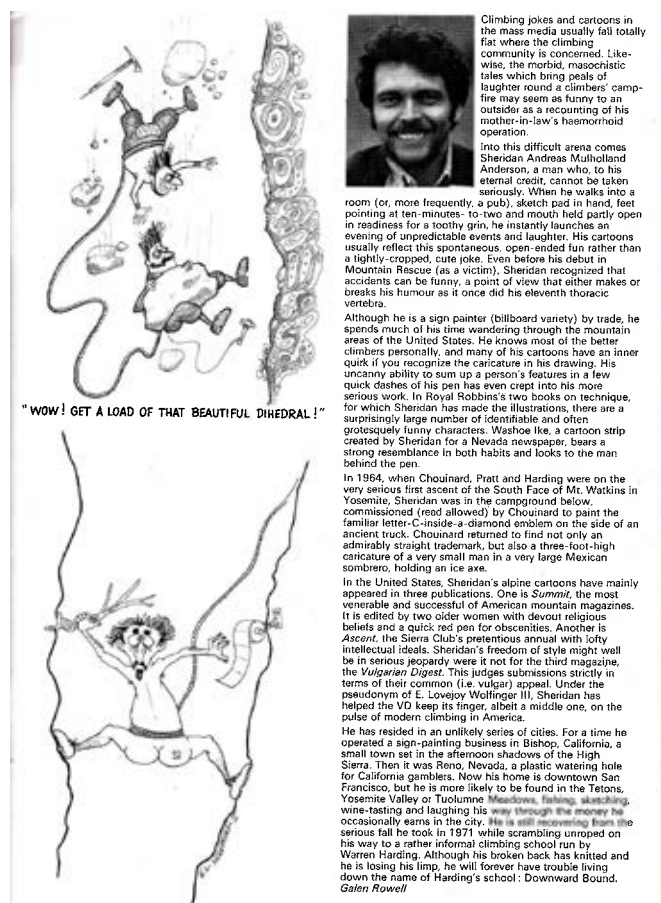 "WOW! GET A LOAD OF THAT BEAUTIFUL DIHEDRAL!"
Climbing jokes and cartoons in
the mass media usually fall totally
flat where the climbing
community is concerned. Like-
wise, the morbid, masochistic
tales which bring peals of
laughter round a climbers' camp-
fire may seem as funny to an
outsider as a recounting of his
mother-in-law's haemorrhoid
operation.
Into this difficult arena comes
Sheridan Andreas Mulholland
Anderson, a man who, to his
eternal credit, cannot be taken
seriously. When he walks into a
room (or, more frequently, a pub), sketch pad in hand, feet
pointing at ten-minutes- to-two and mouth held partly open
in readiness for a toothy grin, he instantly launches an
evening of unpredictable events and laughter. His cartoons
usually reflect this spontaneous, open-ended fun rather than
a tightly-cropped, cute joke. Even before his debut in
Mountain Rescue (as a victim), Sheridan recognized that
accidents can be funny, a point of view that either makes or
breaks his humour as it once did his eleventh thoracic
vertebra.
Although he is a sign painter (billboard variety) by trade, he
spends much of his time wandering through the mountain
areas of the United States. He knows most of the better
climbers personally, and many of his cartoons have an inner
quirk if you recognize the caricature in his drawing. His
uncanny ability to sum up a person's features in a few
quick dashes of his pen has even crept into his more
serious work. In Royal Robbins's two books on technique,
for which Sheridan has made the illustrations, there are a
surprisingly large number of identifiable and often
grotesquely funny characters. Washoe Ike, a cartoon strip
created by Sheridan for a Nevada newspaper, bears a
strong resemblance in both habits and looks to the man
behind the pen.
In 1964, when Chouinard, Pratt and Harding were on the
very serious first ascent of the South Face of Mt. Watkins in
Yosemite, Sheridan was in the campground below,
commissioned (read allowed) by Chouinard to paint the
familiar letter-C-inside-a-diamond emblem on the side of an
ancient truck. Chouinard returned to find not only an
admirably straight trademark, but also a three-foot-high
caricature of a very small man in a very large Mexican
sombrero, holding an ice axe.
In the United States, Sheridan's alpine cartoons have mainly
appeared in three publications. One is Summit, the most
venerable and successful of American mountain magazines.
It is edited by two older women with devout religious
beliefs and a quick red pen for obscenities. Another is
Ascent, the Sierra Club's pretentious annual with lofty
intellectual ideals. Sheridan's freedom of style might well
be in serious jeopardy were it not for the third magazine,
the Vulgarian Digest. This judges submissions strictly in
terms of their common (i.e. vulgar) appeal. Under the
pseudonym of E. Lovejoy Wolfinger III, Sheridan has
helped the VD keep its finger, albeit a middle one, on the
pulse of modern climbing in America.
He has resided in an unlikely series of cities. For a time he
operated a sign-painting business in Bishop, California, a
small town set in the afternoon shadows of the High
Sierra. Then it was Reno, Nevada, a plastic watering hole
for California gamblers. Now his home is downtown San
Francisco, but he is more likely to be found in the Tetons,
Yosemite Valley or Tuolumne
wine-tasting and laughing his
occasionally earns in the city.
serious fall he took in 1971 while scrambling unroped on
his way to a rather informal climbing school run by
Warren Harding. Although his broken back has knitted and
he is losing his limp, he will forever have trouble living
down the name of Harding's school: Downward Bound.
Galen Rowell